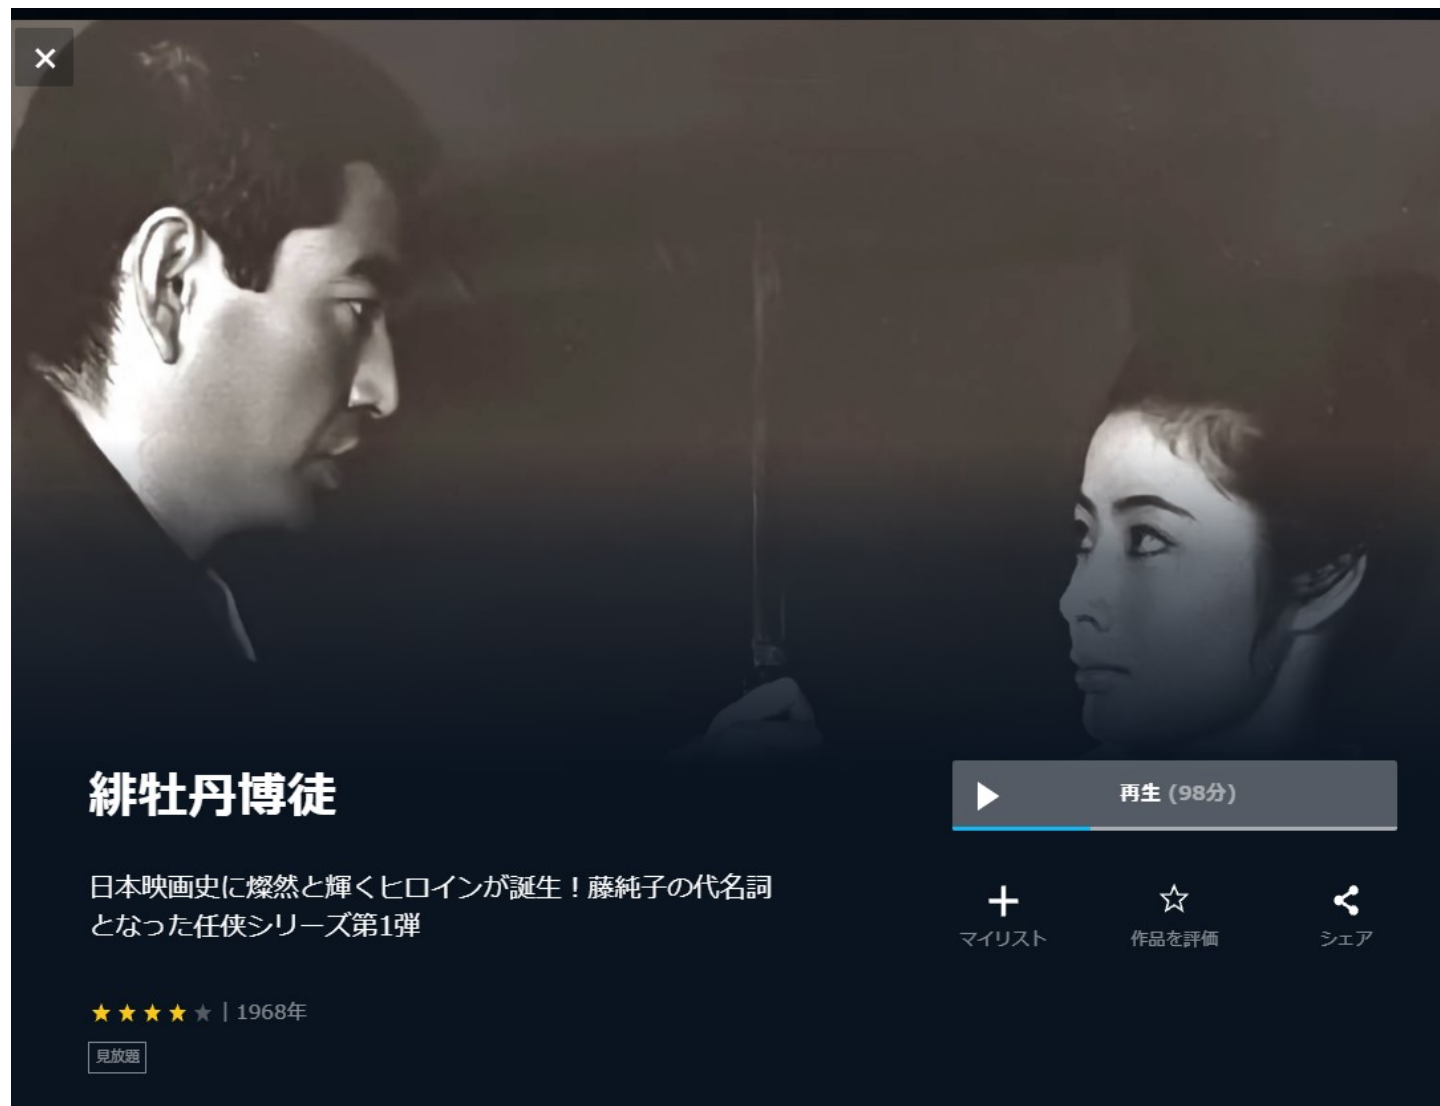 緋牡丹博徒
再生 (98分)
日本映画史に燦然と輝くヒロインが誕生！藤純子の代名詞
となった任侠シリーズ第1弾
マイリスト
作品を評価
シェア
★★★★★ | 1968年
見放題